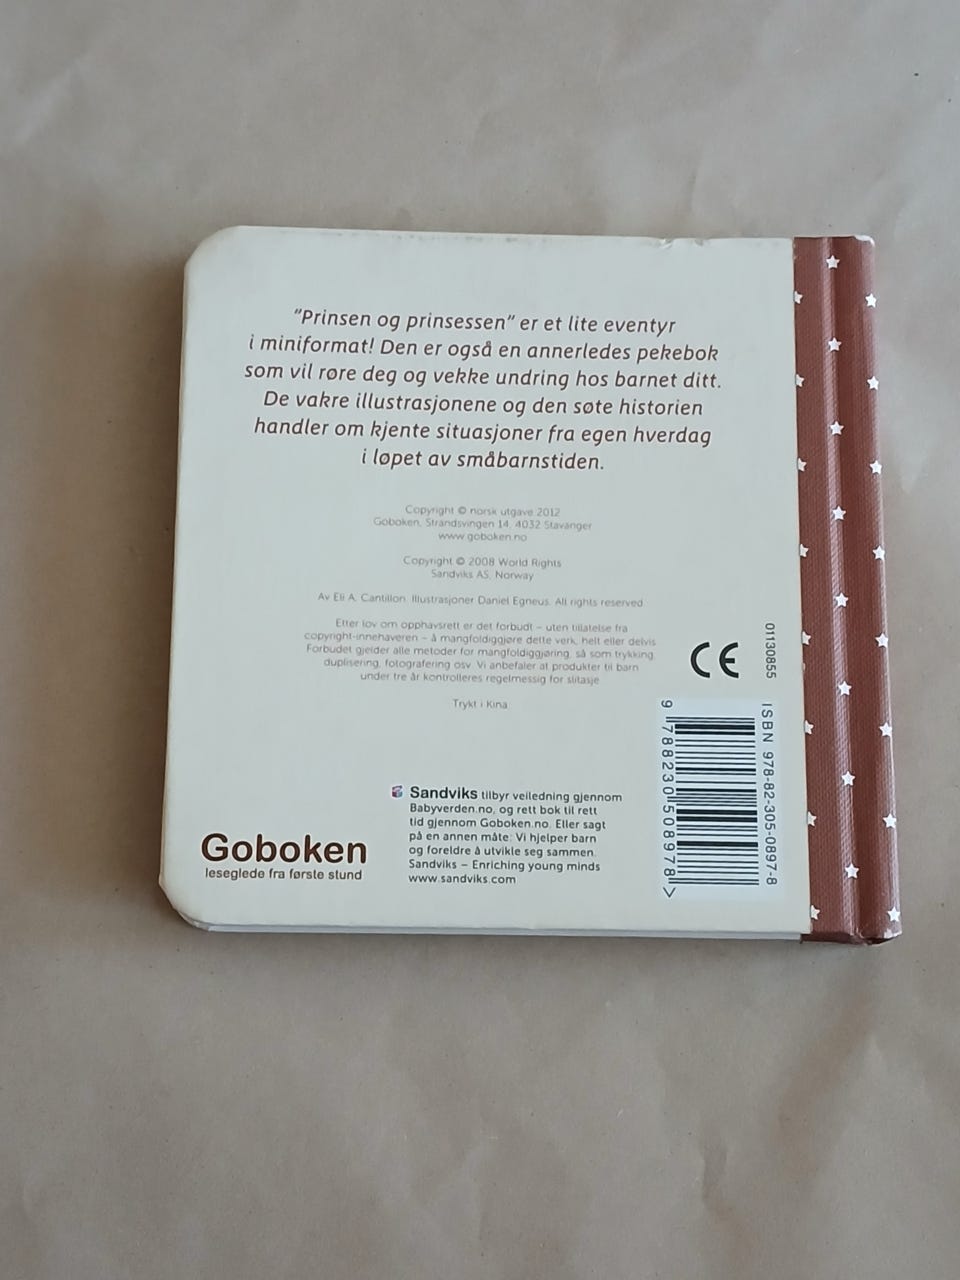 "Prinsen og prinsessen" er et lite eventyr
i miniformat! Den er også en annerledes pekebok
som vil røre deg og vekke undring hos barnet ditt.
De vakre illustrasjonene og den søte historien
handler om kjente situasjoner fra egen hverdag
i løpet av småbarnstiden.
Copyright © norsk utgave 2012
Goboken, Strandsvingen 14, 4032 Stavanger
www.goboken.no
Copyright © 2008 World Rights
Sandviks AS, Norway
Av Eli A. Cantillon. Illustrasjoner Daniel Egneus. All rights reserved
Etter lov om opphavsrett er det forbudt – uten tillatelse fra
copyright-innehaveren – å mangfoldiggjøre dette verk, helt eller delvis
Forbudet gjelder alle metoder for mangfoldiggjøring, så som trykking,
duplisering, fotografering osv. Vi anbefaler at produkter til barn
under tre år kontrolleres regelmessig for slitasje
Trykt i Kina
CE
01130855
ISBN 978-82-305-0897-8
9 788230 508978 >
Sandviks tilbyr veiledning gjennom
Babyverden.no, og rett bok til rett
tid gjennom Goboken.no. Eller sagt
på en annen måte: Vi hjelper barn
og foreldre å utvikle seg sammen.
Sandviks – Enriching young minds
www.sandviks.com
Goboken
leseglede fra første stund